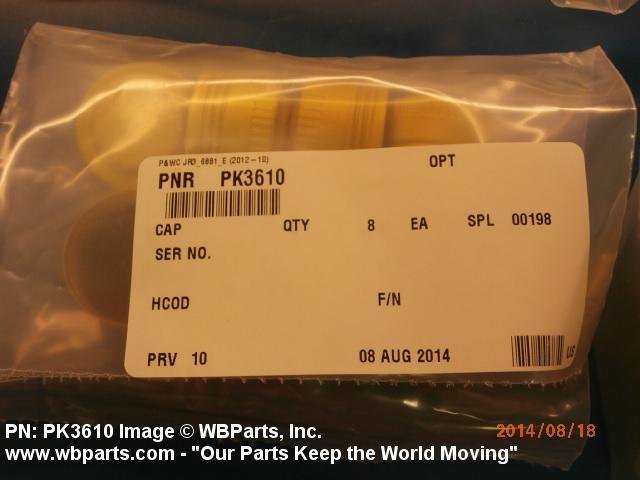 P&WC JR0_6881_E (2012-10)
OPT
PNR PK3610
CAP QTY 8 EA SPL 00198
SER NO.
HCOD F/N
PRV 10 08 AUG 2014 US
PN: PK3610 Image © WBParts, Inc. 2014/08/18
www.wbparts.com - "Our Parts Keep the World Moving"